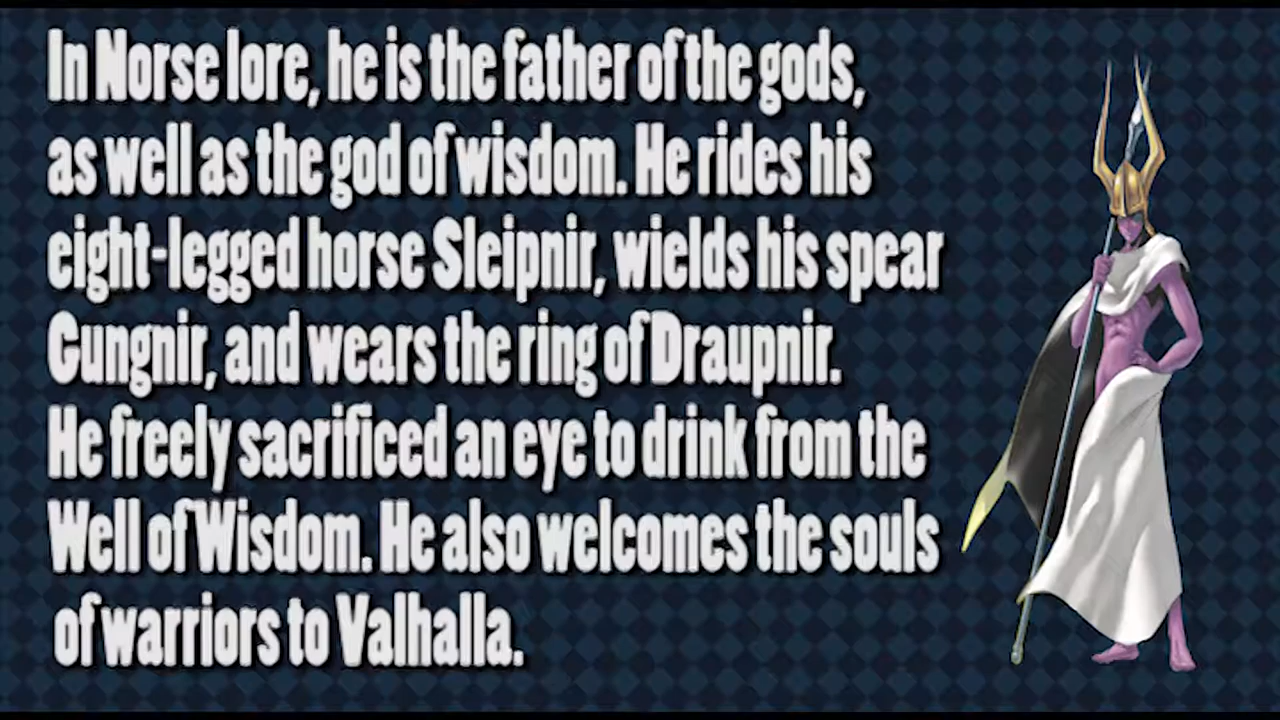 In Norse lore, he is the father of the gods,
as well as the god of wisdom. He rides his
eight-legged horse Sleipnir, wields his spear
Gungnir, and wears the ring of Draupnir.
He freely sacrificed an eye to drink from the
Well of Wisdom. He also welcomes the souls
of warriors to Valhalla.